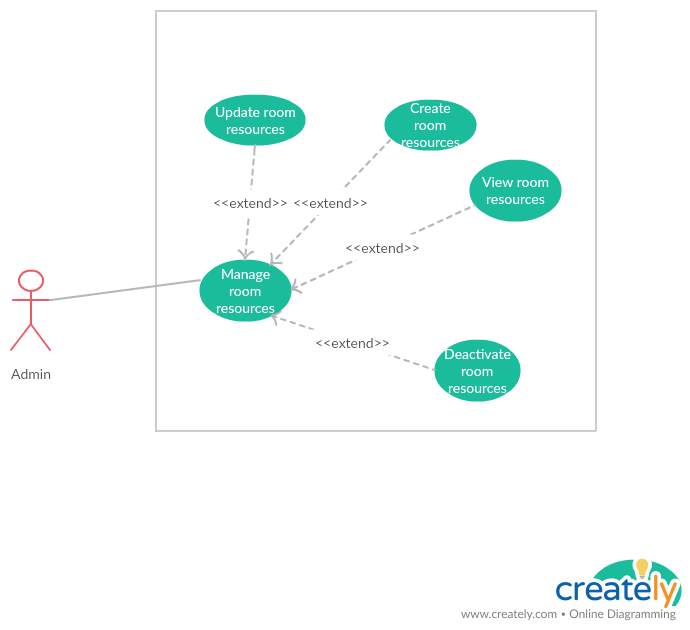 Update room
resources
Create
room
resources
View room
resources
<<extend>> <<extend>>
<<extend>>
Manage
room
resources
<<extend>>
Deactivate
room
resources
Admin
creately
www.creately.com • Online Diagramming